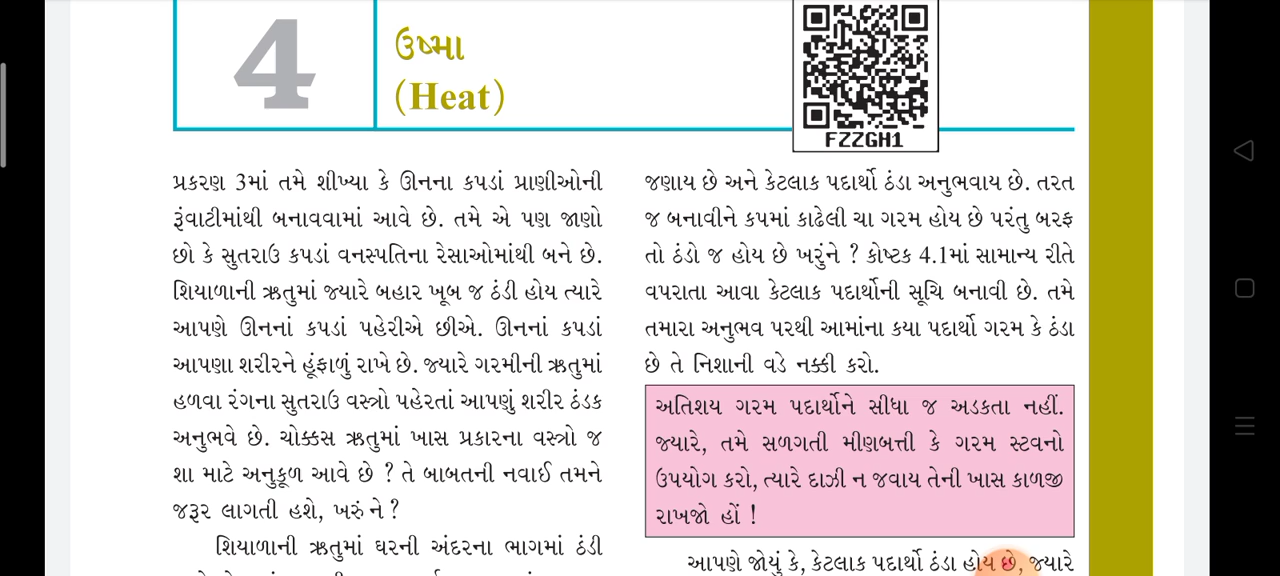 4
ઉષ્મા
(Heat)
FZZGH1
પ્રકરણ 3માં તમે શીખ્યા કે ઊનના કપડાં પ્રાણીઓની
રૂંવાટીમાંથી બનાવવામાં આવે છે. તમે એ પણ જાણો
છો કે સુતરાઉ કપડાં વનસ્પતિના રેસાઓમાંથી બને છે.
શિયાળાની ઋતુમાં જ્યારે બહાર ખૂબ જ ઠંડી હોય ત્યારે
આપણે ઊનનાં કપડાં પહેરીએ છીએ. ઊનનાં કપડાં
આપણા શરીરને હૂંફાળું રાખે છે. જ્યારે ગરમીની ઋતુમાં
હળવા રંગના સુતરાઉ વસ્ત્રો પહેરતાં આપણું શરીર ઠંડક
અનુભવે છે. ચોક્કસ ઋતુમાં ખાસ પ્રકારના વસ્ત્રો જ
શા માટે અનુકૂળ આવે છે ? તે બાબતની નવાઈ તમને
જરૂર લાગતી હશે, ખરું ને ?
શિયાળાની ઋતુમાં ઘરની અંદરના ભાગમાં ઠંડી
જણાય છે અને કેટલાક પદાર્થો ઠંડા અનુભવાય છે. તરત
જ બનાવીને કપમાં કાઢેલી ચા ગરમ હોય છે પરંતુ બરફ
તો ઠંડો જ હોય છે ખરુંને ? કોષ્ટક 4.1માં સામાન્ય રીતે
વપરાતા આવા કેટલાક પદાર્થોની સૂચિ બનાવી છે. તમે
તમારા અનુભવ પરથી આમાંના કયા પદાર્થો ગરમ કે ઠંડા
છે તે નિશાની વડે નક્કી કરો.
અતિશય ગરમ પદાર્થોને સીધા જ અડકતા નહીં.
જ્યારે, તમે સળગતી મીણબત્તી કે ગરમ સ્ટવનો
ઉપયોગ કરો, ત્યારે દાઝી ન જવાય તેની ખાસ કાળજી
રાખજો હોં !
આપણે જોયું કે, કેટલાક પદાર્થો ઠંડા હોય છે, જ્યારે